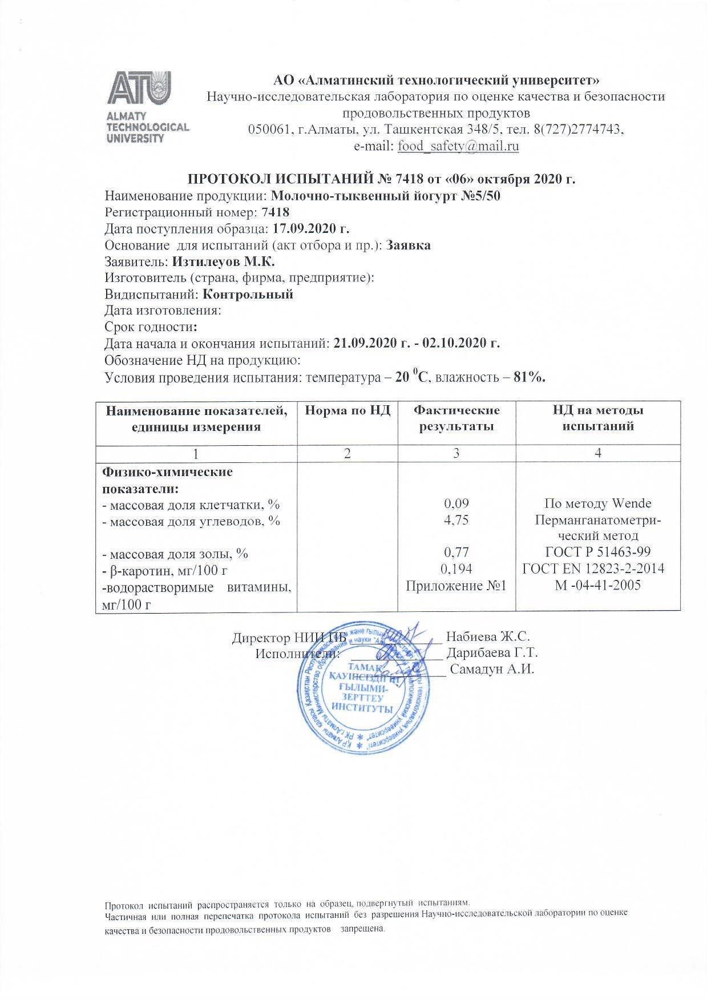 ATU
ALMATY
TECHNOLOGICAL
UNIVERSITY
АО «Алматинский технологический университет»
Научно-исследовательская лаборатория по оценке качества и безопасности
продовольственных продуктов
050061, г.Алматы, ул. Ташкентская 348/5, тел. 8(727)2774743,
e-mail: food_safety@mail.ru
ПРОТОКОЛ ИСПЫТАНИЙ № 7418 от «06» октября 2020 г.
Наименование продукции: Молочно-тыквенный йогурт №5/50
Регистрационный номер: 7418
Дата поступления образца: 17.09.2020 г.
Основание для испытаний (акт отбора и пр.): Заявка
Заявитель: Изтилеуов М.К.
Изготовитель (страна, фирма, предприятие):
Видиспытаний: Контрольный
Дата изготовления:
Срок годности:
Дата начала и окончания испытаний: 21.09.2020 г. - 02.10.2020 г.
Обозначение НД на продукцию:
Условия проведения испытания: температура – 20 ⁰С, влажность – 81%.
Наименование показателей, Норма по НД Фактические НД на методы
единицы измерения результаты испытаний
1 2 3 4
Физико-химические
показатели:
- массовая доля клетчатки, % 0,09 По методу Wende
- массовая доля углеводов, % 4,75 Перманганатометри-
ческий метод
- массовая доля золы, % 0,77 ГОСТ Р 51463-99
- β-каротин, мг/100 г 0,194 ГОСТ EN 12823-2-2014
-водорастворимые витамины, Приложение №1 М -04-41-2005
мг/100 г
Директор НИИ ПБ Набиева Ж.С.
Исполнители: Дарибаева Г.Т.
Самадун А.И.
ТАМАҚ
ҚАУІПСІЗДІГІ
ҒЫЛЫМИ-
ЗЕРТТЕУ
ИНСТИТУТЫ
Протокол испытаний распространяется только на образец, подвергнутый испытаниям.
Частичная или полная перепечатка протокола испытаний без разрешения Научно-исследовательской лаборатории по оценке
качества и безопасности продовольственных продуктов запрещена.